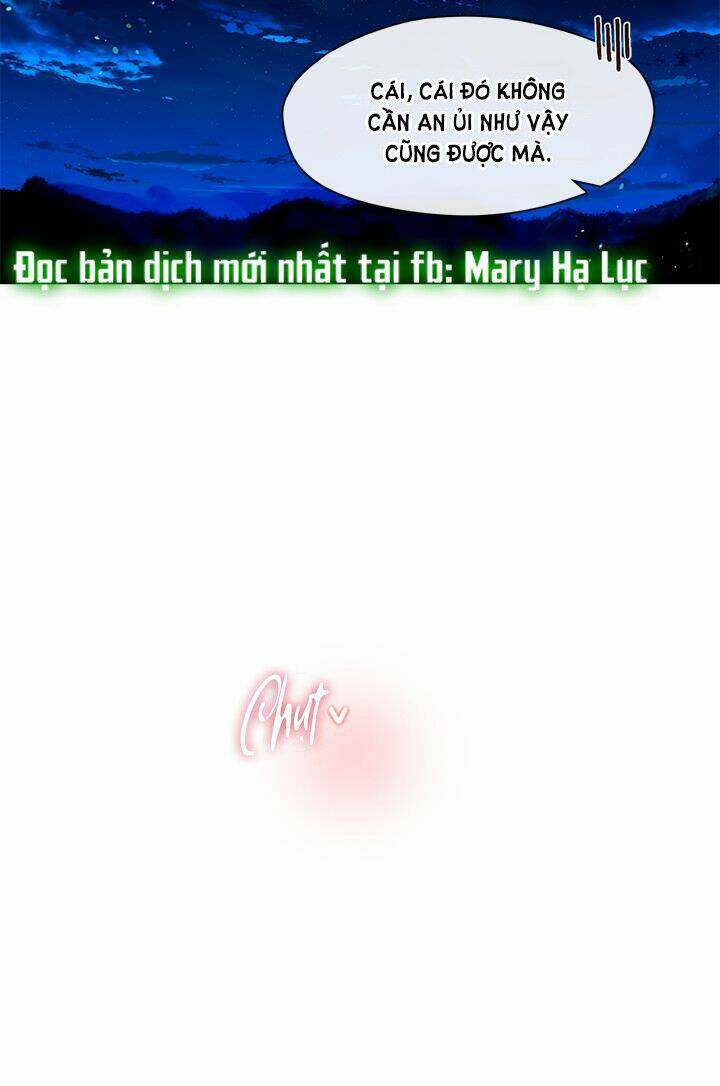 CÁI, CÁI ĐÓ KHÔNG
CẦN AN ỦI NHƯ VẬY
CŨNG ĐƯỢC MÀ.
Đọc bản dịch mới nhất tại fb: Mary Hạ Lục
Chụt